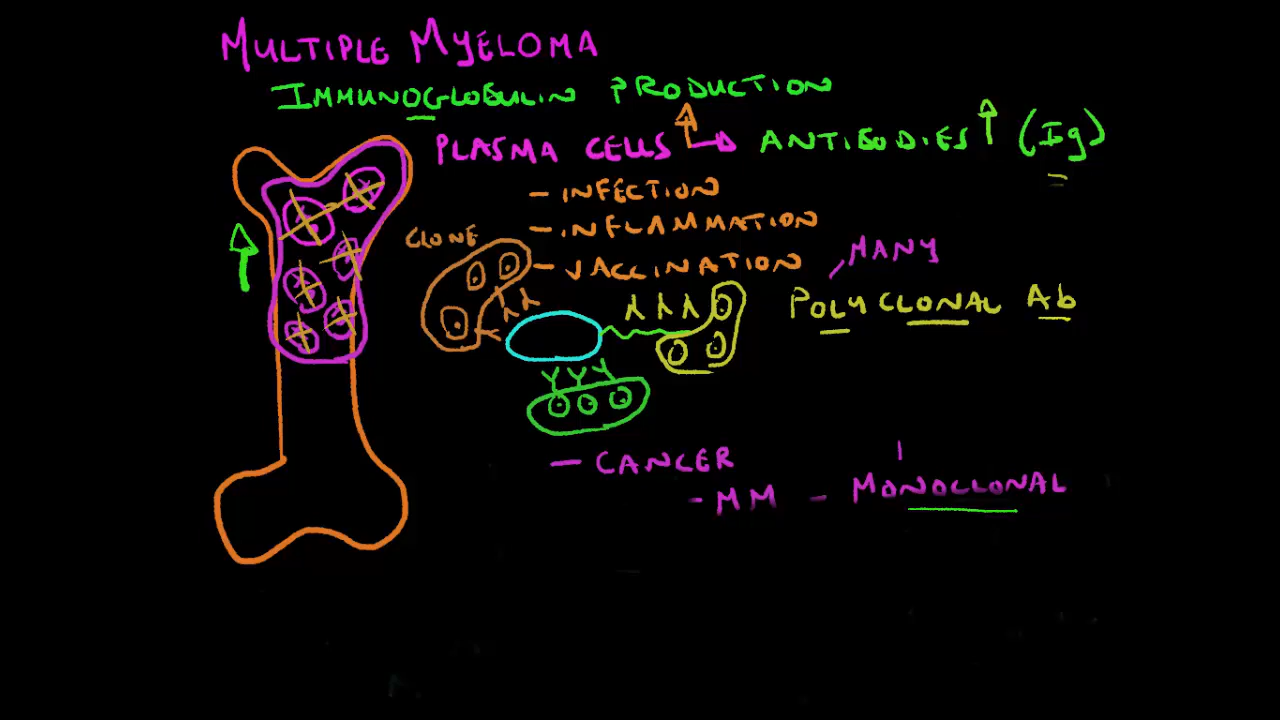 MULTIPLE MYELOMA
IMMUNOGLOBULIN PRODUCTION
PLASMA CELLS ANTIBODIES (Ig)
- INFECTION
- INFLAMMATION
CLONE
- VACCINATION
MANY
POLYCLONAL Ab
- CANCER
- MM - MONOCLONAL